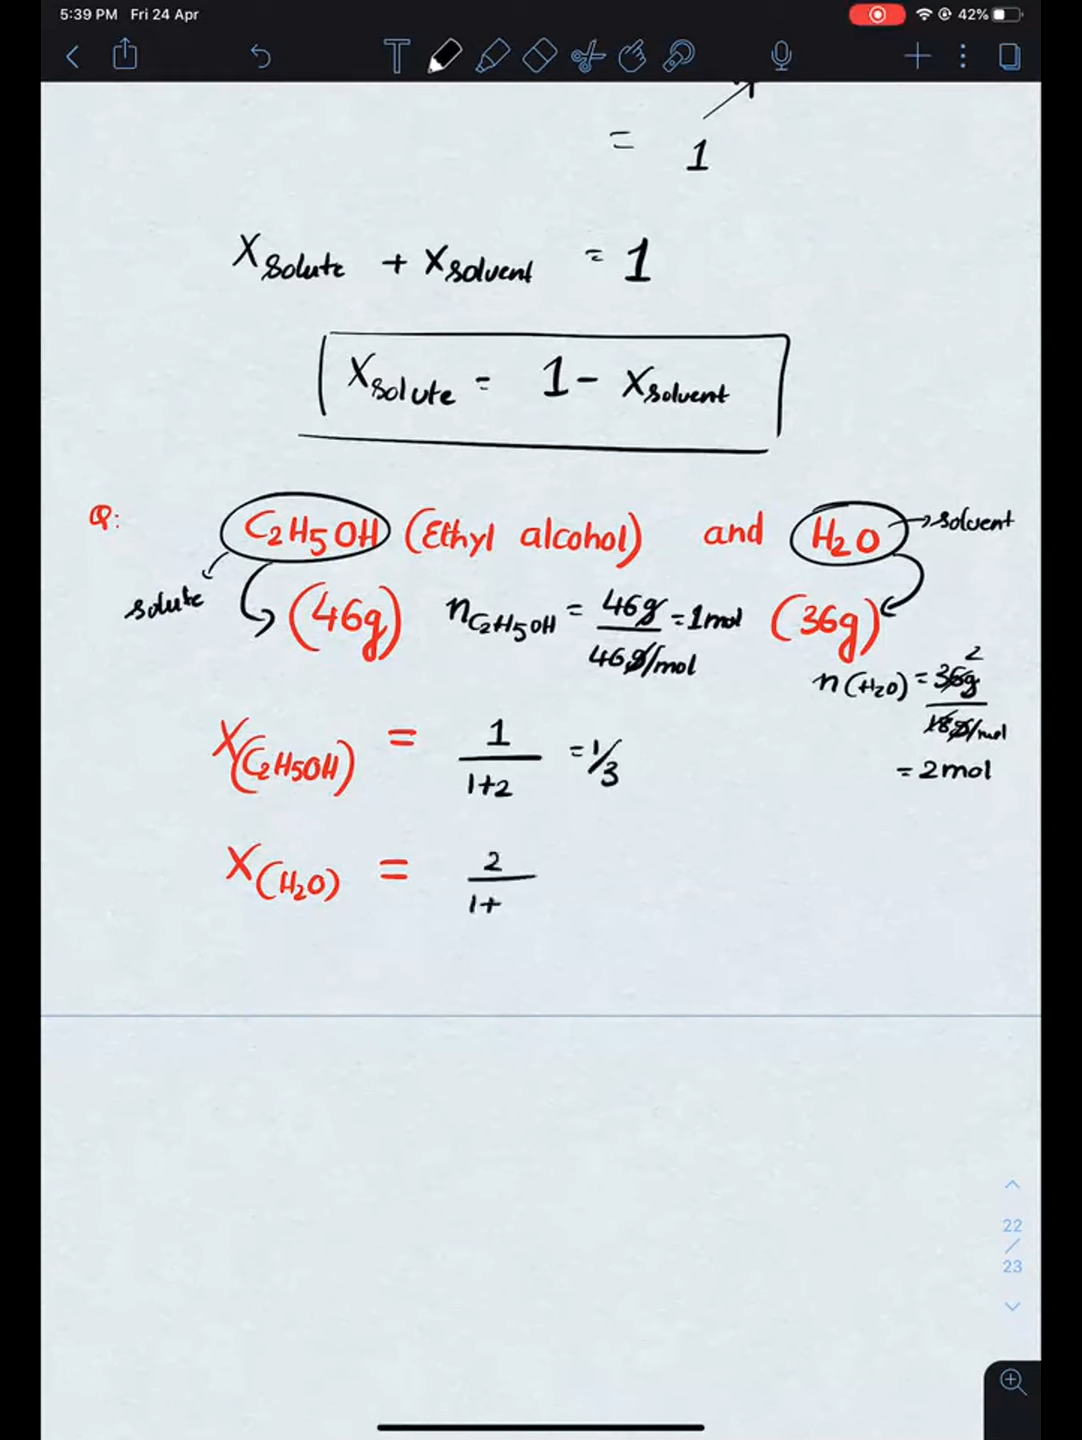 5:39 PM Fri 24 Apr
42%
= 1
X solute + X solvent = 1
X solute = 1 - X solvent
Q: C2H5OH (Ethyl alcohol) and H2O → solvent
solute
(46g) nC2H5OH = 46g/46g/mol = 1mol (36g)
n(H2O) = 36g/18g/mol 2
= 2mol
X(C2H5OH) = 1/1+2 = 1/3
X(H2O) = 2/1+
22
/
23